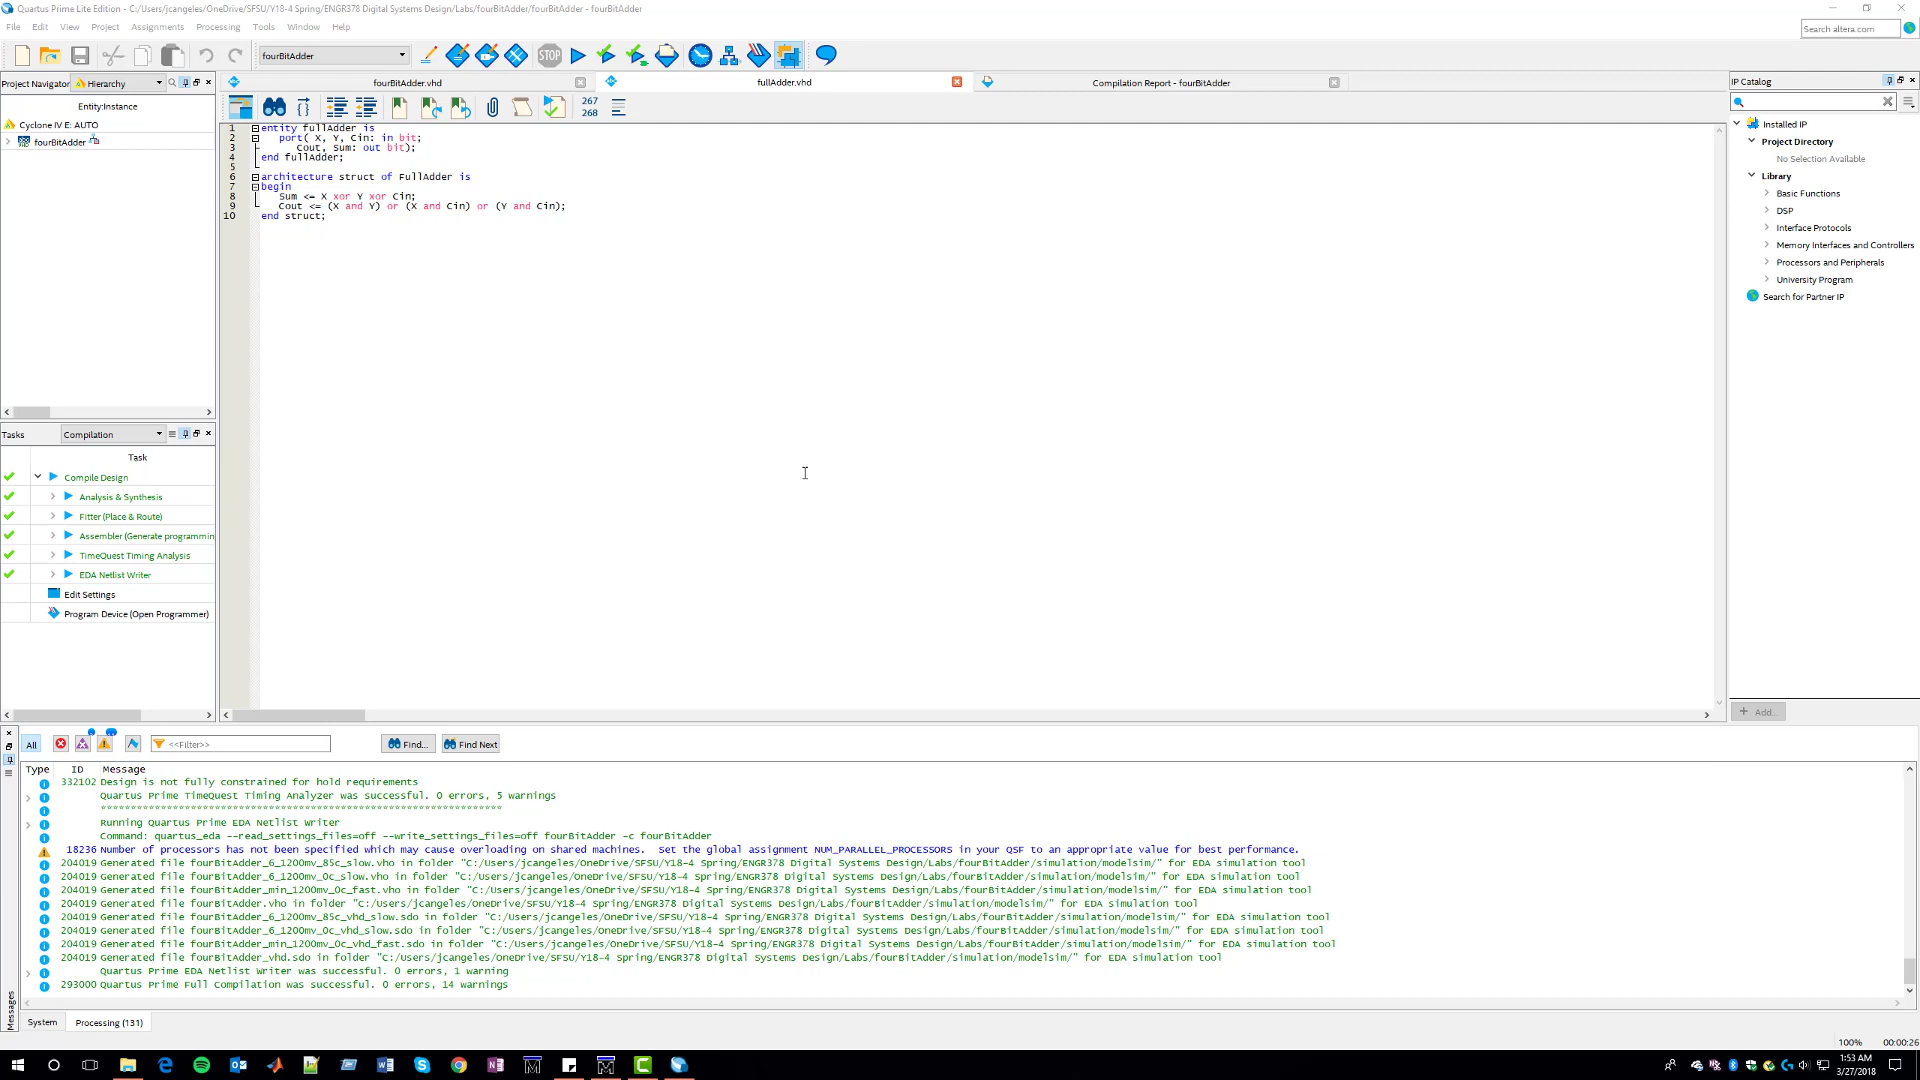 Quartus Prime Lite Edition - C:/Users/jcangeles/OneDrive/SFSU/Y18-4 Spring/ENGR378 Digital Systems Design/Labs/fourBitAdder/fourBitAdder - fourBitAdder
File Edit View Project Assignments Processing Tools Window Help
Search altera.com
fourBitAdder
STOP
Project Navigator Hierarchy
fourBitAdder.vhd
fullAdder.vhd
Compilation Report - fourBitAdder
IP Catalog
Entity:Instance
Cyclone IV E: AUTO
fourBitAdder
267
268
1 entity fullAdder is
2 port( X, Y, Cin: in bit;
3 Cout, Sum: out bit);
4 end fullAdder;
5
6 architecture struct of FullAdder is
7 begin
8 Sum <= X xor Y xor Cin;
9 Cout <= (X and Y) or (X and Cin) or (Y and Cin);
10 end struct;
Installed IP
Project Directory
No Selection Available
Library
Basic Functions
DSP
Interface Protocols
Memory Interfaces and Controllers
Processors and Peripherals
University Program
Search for Partner IP
Add...
Tasks Compilation
Task
Compile Design
Analysis & Synthesis
Fitter (Place & Route)
Assembler (Generate programmin
TimeQuest Timing Analysis
EDA Netlist Writer
Edit Settings
Program Device (Open Programmer)
All <<Filter>> Find... Find Next
Type ID Message
332102 Design is not fully constrained for hold requirements
Quartus Prime TimeQuest Timing Analyzer was successful. 0 errors, 5 warnings
*******************************************************************
Running Quartus Prime EDA Netlist Writer
Command: quartus_eda --read_settings_files=off --write_settings_files=off fourBitAdder -c fourBitAdder
18236 Number of processors has not been specified which may cause overloading on shared machines. Set the global assignment NUM_PARALLEL_PROCESSORS in your QSF to an appropriate value for best performance.
204019 Generated file fourBitAdder_6_1200mv_85c_slow.vho in folder "C:/Users/jcangeles/OneDrive/SFSU/Y18-4 Spring/ENGR378 Digital Systems Design/Labs/fourBitAdder/simulation/modelsim/" for EDA simulation tool
204019 Generated file fourBitAdder_6_1200mv_0c_slow.vho in folder "C:/Users/jcangeles/OneDrive/SFSU/Y18-4 Spring/ENGR378 Digital Systems Design/Labs/fourBitAdder/simulation/modelsim/" for EDA simulation tool
204019 Generated file fourBitAdder_min_1200mv_0c_fast.vho in folder "C:/Users/jcangeles/OneDrive/SFSU/Y18-4 Spring/ENGR378 Digital Systems Design/Labs/fourBitAdder/simulation/modelsim/" for EDA simulation tool
204019 Generated file fourBitAdder.vho in folder "C:/Users/jcangeles/OneDrive/SFSU/Y18-4 Spring/ENGR378 Digital Systems Design/Labs/fourBitAdder/simulation/modelsim/" for EDA simulation tool
204019 Generated file fourBitAdder_6_1200mv_85c_vhd_slow.sdo in folder "C:/Users/jcangeles/OneDrive/SFSU/Y18-4 Spring/ENGR378 Digital Systems Design/Labs/fourBitAdder/simulation/modelsim/" for EDA simulation tool
204019 Generated file fourBitAdder_6_1200mv_0c_vhd_slow.sdo in folder "C:/Users/jcangeles/OneDrive/SFSU/Y18-4 Spring/ENGR378 Digital Systems Design/Labs/fourBitAdder/simulation/modelsim/" for EDA simulation tool
204019 Generated file fourBitAdder_min_1200mv_0c_vhd_fast.sdo in folder "C:/Users/jcangeles/OneDrive/SFSU/Y18-4 Spring/ENGR378 Digital Systems Design/Labs/fourBitAdder/simulation/modelsim/" for EDA simulation tool
204019 Generated file fourBitAdder_vhd.sdo in folder "C:/Users/jcangeles/OneDrive/SFSU/Y18-4 Spring/ENGR378 Digital Systems Design/Labs/fourBitAdder/simulation/modelsim/" for EDA simulation tool
Quartus Prime EDA Netlist Writer was successful. 0 errors, 1 warning
293000 Quartus Prime Full Compilation was successful. 0 errors, 14 warnings
Messages
System Processing (131)
100% 00:00:26
1:53 AM
3/27/2018